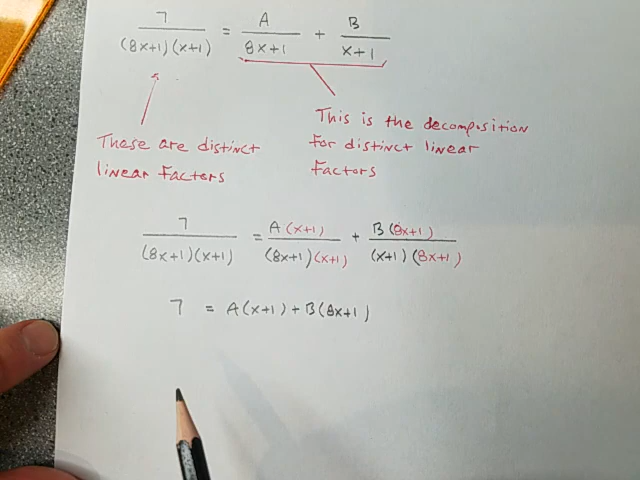 7/((8x+1)(x+1)) = A/(8x+1) + B/(x+1)
These are distinct
linear factors
This is the decomposition
for distinct linear
factors
7/((8x+1)(x+1)) = A(x+1)/((8x+1)(x+1)) + B(8x+1)/((x+1)(8x+1))
7 = A(x+1) + B(8x+1)